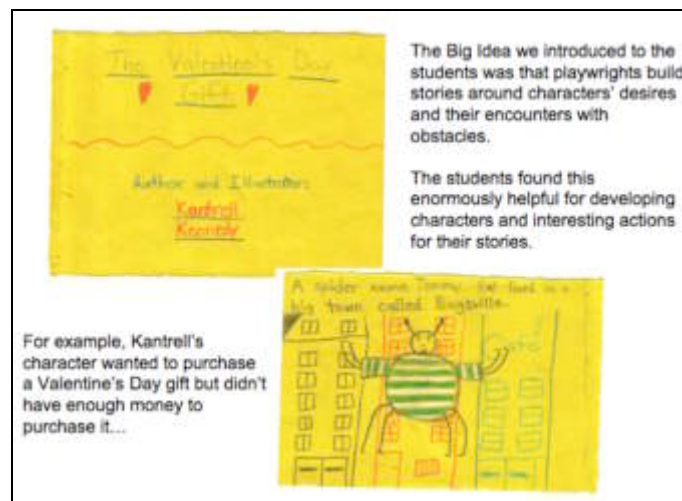 The Valentine's Day
Gift
Author and Illustrator:
Kantrell
The Big Idea we introduced to the
students was that playwrights build
stories around characters' desires
and their encounters with
obstacles.
The students found this
enormously helpful for developing
characters and interesting actions
for their stories.
A spider name Tommy lived in a
big town called Bugsville.
Cafe
For example, Kantrell's
character wanted to purchase
a Valentine's Day gift but didn't
have enough money to
purchase it…